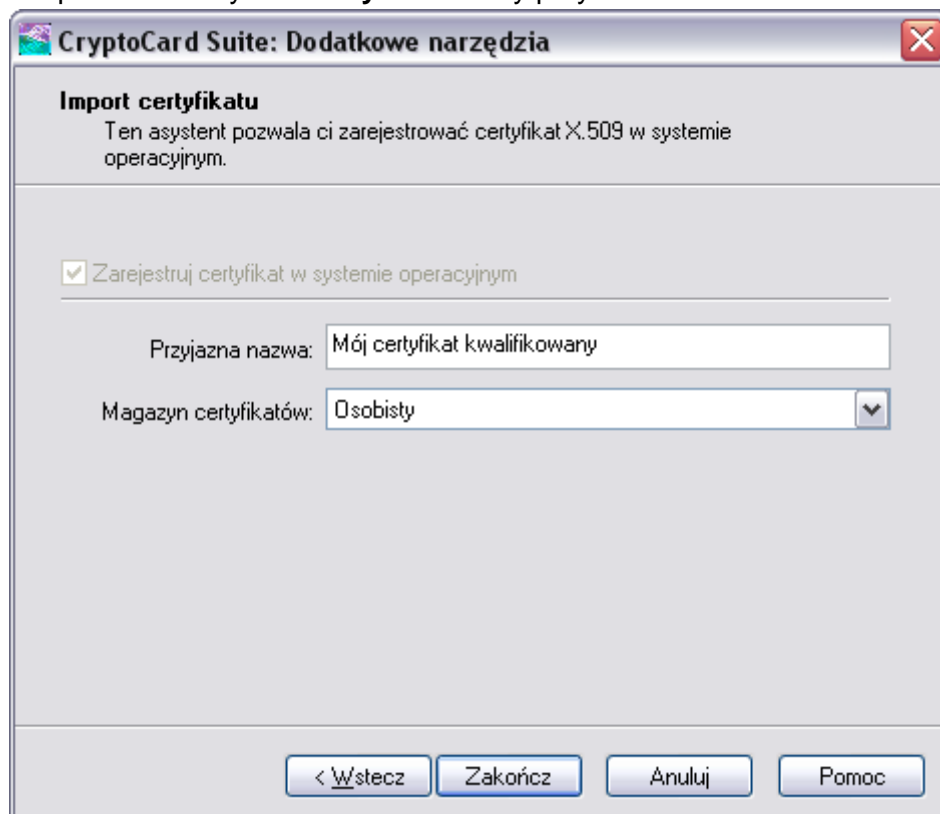 CryptoCard Suite: Dodatkowe narzędzia
Import certyfikatu
Ten asystent pozwala ci zarejestrować certyfikat X.509 w systemie
operacyjnym.
Zarejestruj certyfikat w systemie operacyjnym
Przyjazna nazwa: Mój certyfikat kwalifikowany
Magazyn certyfikatów: Osobisty
< Wstecz Zakończ Anuluj Pomoc